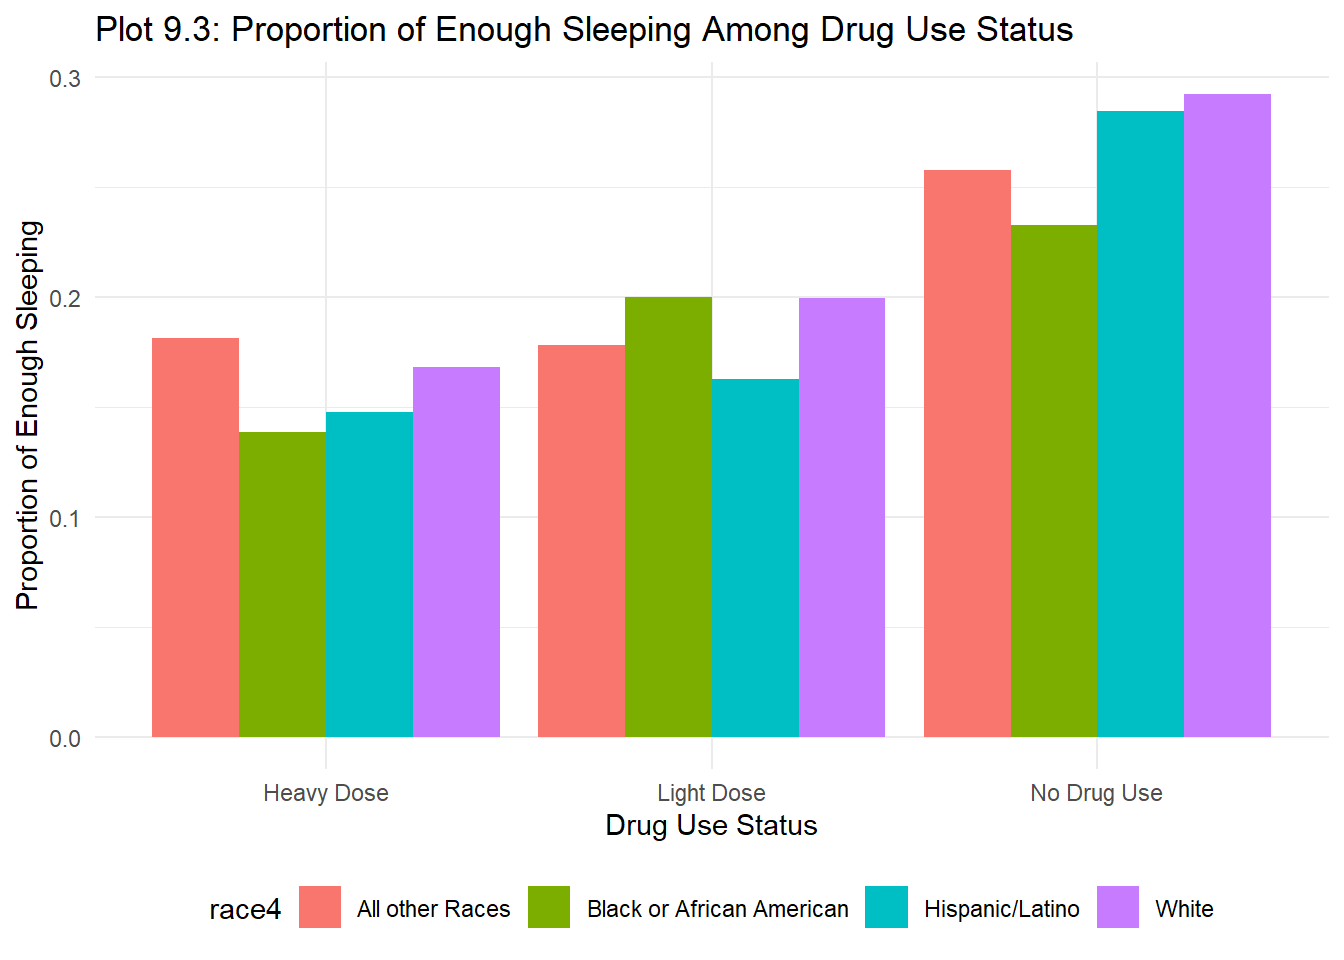 Plot 9.3: Proportion of Enough Sleeping Among Drug Use Status
Proportion of Enough Sleeping
0.3
0.2
0.1
0.0
Heavy Dose
Light Dose
No Drug Use
Drug Use Status
race4
All other Races
Black or African American
Hispanic/Latino
White